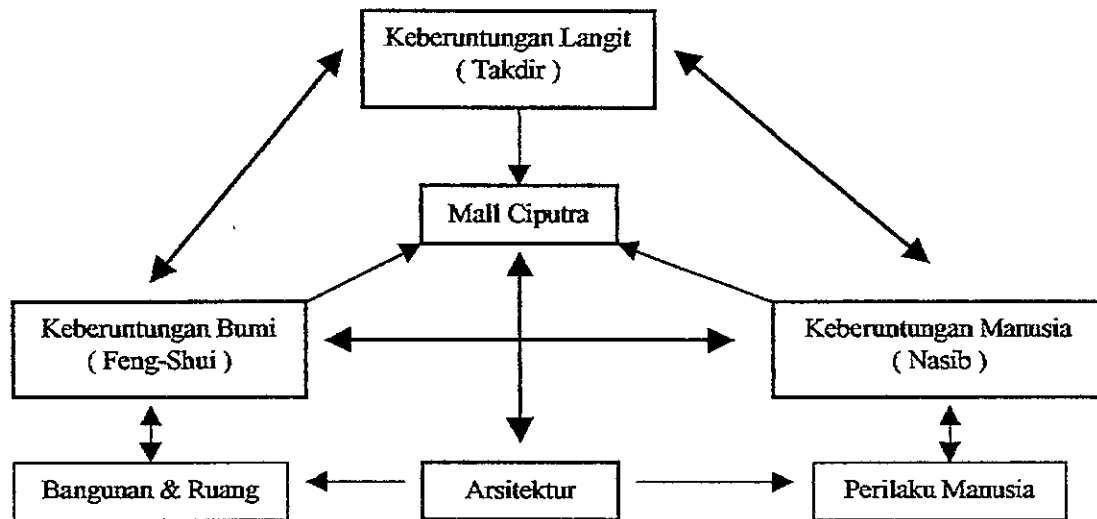 Keberuntungan Langit
( Takdir )
Mall Ciputra
Keberuntungan Bumi
( Feng-Shui )
Keberuntungan Manusia
( Nasib )
Bangunan & Ruang
Arsitektur
Perilaku Manusia